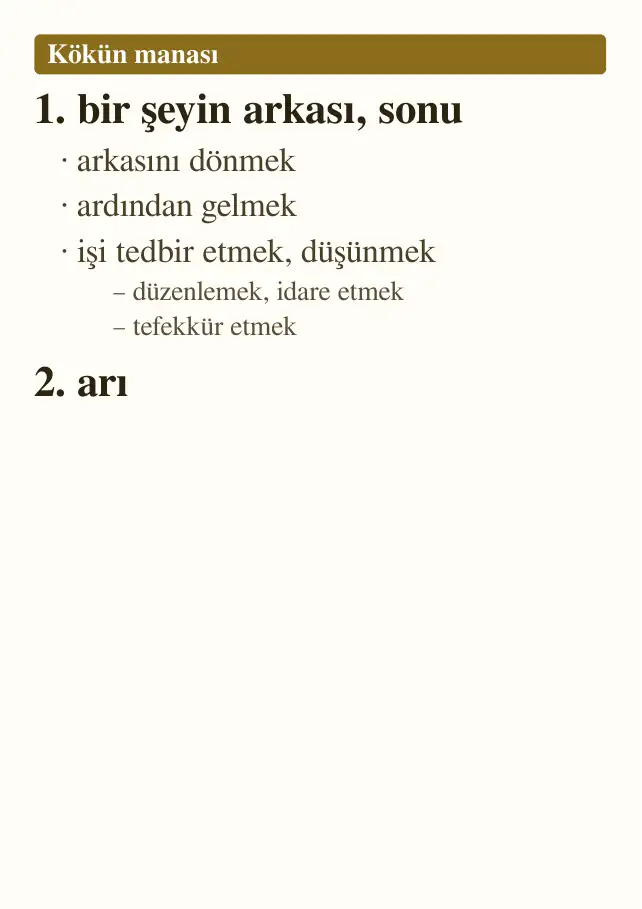 Kökün manası
1. bir şeyin arkası, sonu
· arkasını dönmek
· ardından gelmek
· işi tedbir etmek, düşünmek
– düzenlemek, idare etmek
– tefekkür etmek
2. arı